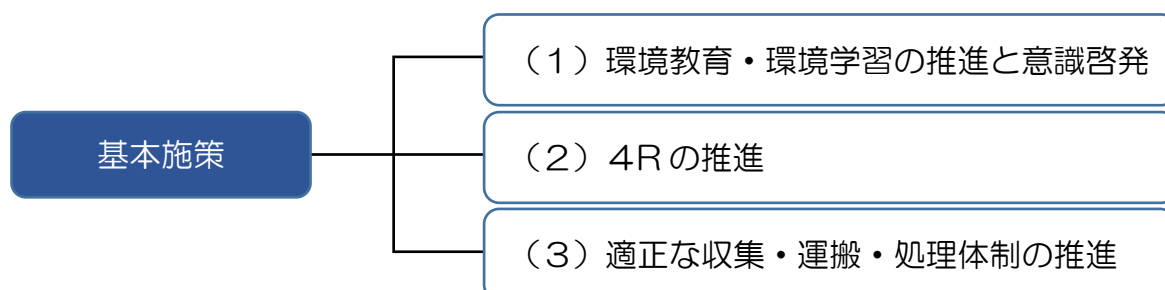 基本施策
（１）環境教育・環境学習の推進と意識啓発
（２）４Rの推進
（３）適正な収集・運搬・処理体制の推進